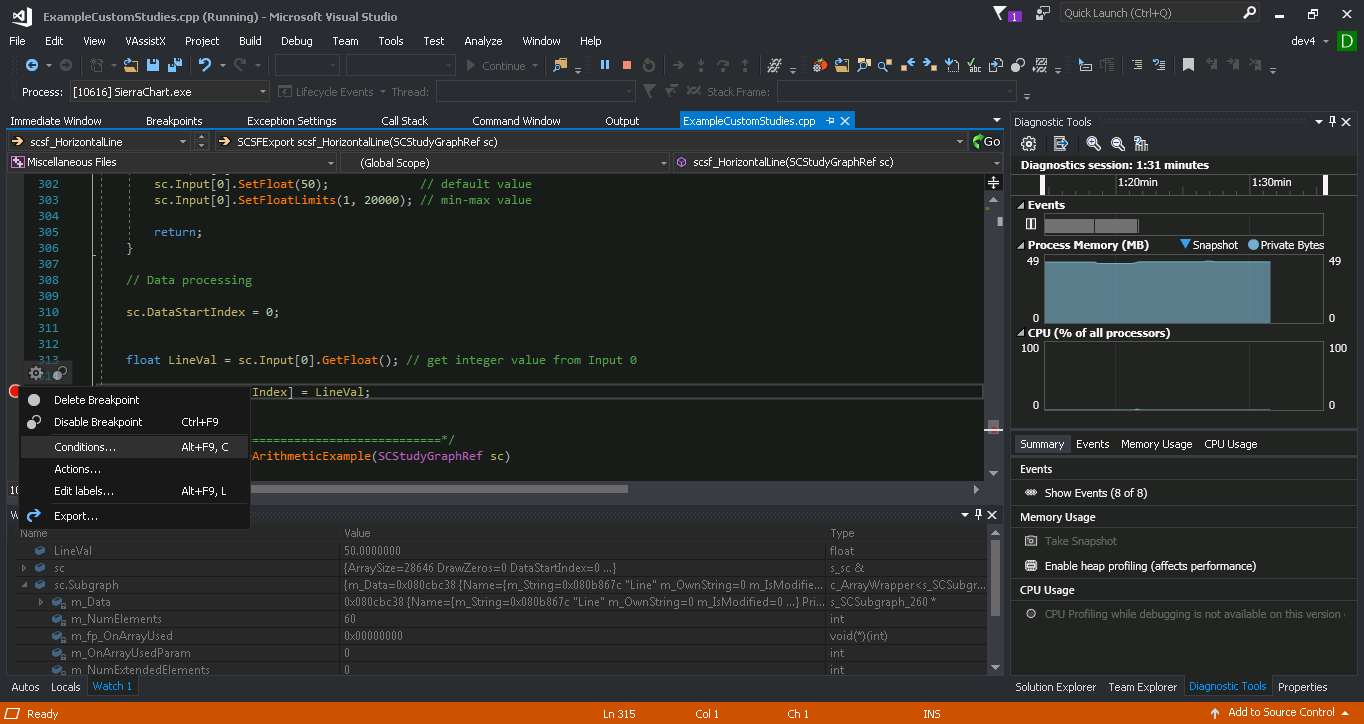 ExampleCustomStudies.cpp (Running) - Microsoft Visual Studio
1
Quick Launch (Ctrl+Q)
File Edit View VAssistX Project Build Debug Team Tools Test Analyze Window Help
dev4 D
Continue
Process: [10616] SierraChart.exe Lifecycle Events Thread: Stack Frame:
Immediate Window Breakpoints Exception Settings Call Stack Command Window Output ExampleCustomStudies.cpp
scsf_HorizontalLine SCSFExport scsf_HorizontalLine(SCStudyGraphRef sc) Go
Miscellaneous Files (Global Scope) scsf_HorizontalLine(SCStudyGraphRef sc)
302 sc.Input[0].SetFloat(50); // default value
303 sc.Input[0].SetFloatLimits(1, 20000); // min-max value
304
305 return;
306 }
307
308 // Data processing
309
310 sc.DataStartIndex = 0;
311
312
313 float LineVal = sc.Input[0].GetFloat(); // get integer value from Input 0
Index] = LineVal;
===========================*/
ArithmeticExample(SCStudyGraphRef sc)
Delete Breakpoint
Disable Breakpoint Ctrl+F9
Conditions... Alt+F9, C
Actions...
Edit labels... Alt+F9, L
Export...
Name Value Type
LineVal 50.0000000 float
sc {ArraySize=28646 DrawZeros=0 DataStartIndex=0 ...} s_sc &
sc.Subgraph {m_Data=0x080cbc38 {Name={m_String=0x080b867c "Line" m_OwnString=0 m_IsModifie... c_ArrayWrapper<s_SCSubgr...
m_Data 0x080cbc38 {Name={m_String=0x080b867c "Line" m_OwnString=0 m_IsModified=0 ...} Pri... s_SCSubgraph_260 *
m_NumElements 60 int
m_fp_OnArrayUsed 0x00000000 void(*)(int)
m_OnArrayUsedParam 0 int
m_NumExtendedElements 0 int
Autos Locals Watch 1
Diagnostic Tools
Diagnostics session: 1:31 minutes
1:20min 1:30min
Events
Process Memory (MB) Snapshot Private Bytes
49 49
0 0
CPU (% of all processors)
100 100
0 0
Summary Events Memory Usage CPU Usage
Events
Show Events (8 of 8)
Memory Usage
Take Snapshot
Enable heap profiling (affects performance)
CPU Usage
CPU Profiling while debugging is not available on this version
Solution Explorer Team Explorer Diagnostic Tools Properties
Ready Ln 315 Col 1 Ch 1 INS Add to Source Control